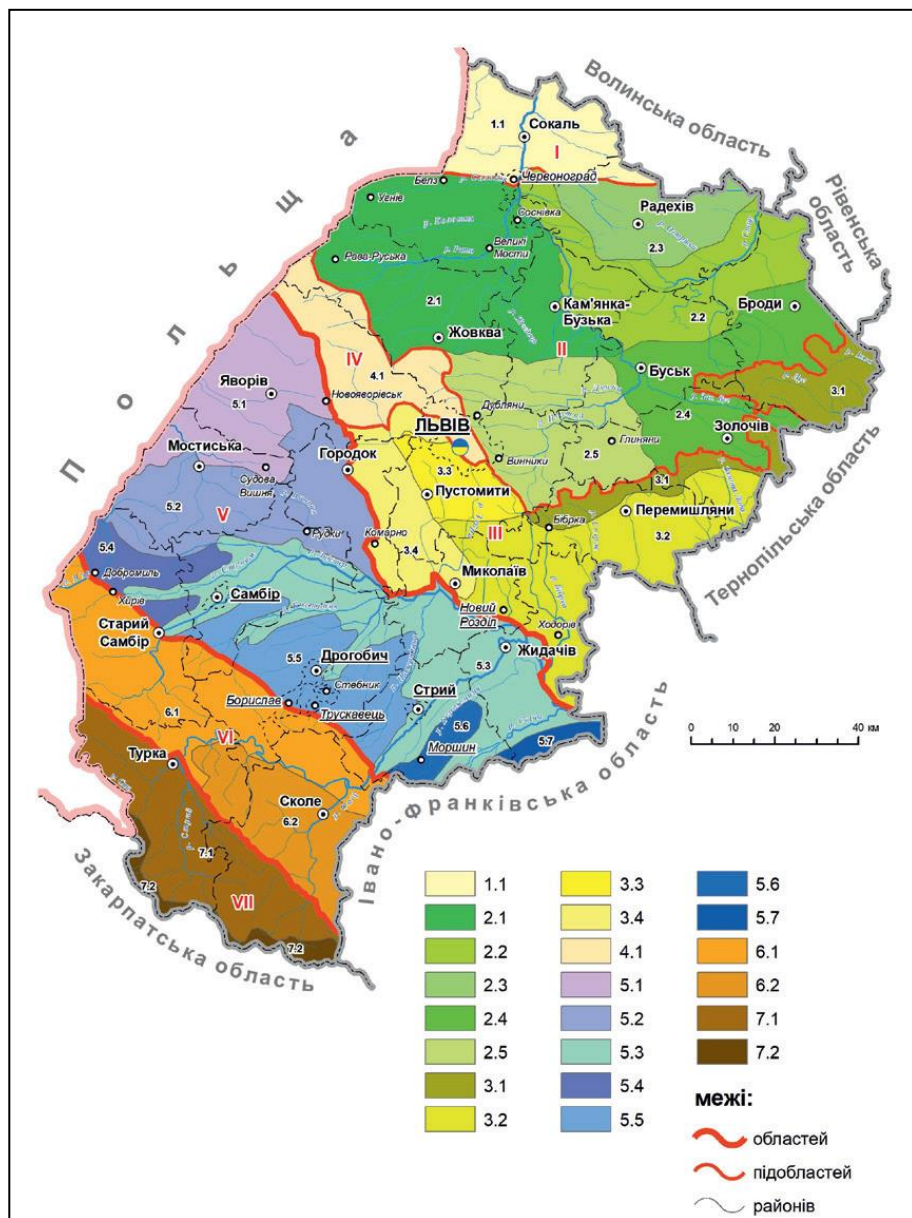 Волинська область
Рівенська
область
Польща
1.1
Сокаль
I
Белз
Червоноград
Угнів
Соснівка
Радехів
2.3
Великі
Мости
р. Рата
Рава-Руська
2.1
Кам'янка-
Бузька
2.2
Броди
Жовква
II
IV
4.1
Буськ
3.1
Яворів
5.1
Новояворівськ
Дубляни
ЛЬВІВ
2.4
Золочів
Глиняни
2.5
Мостиська
Городок
Винники
3.3
Судова
Вишня
Пустомити
3.1
Перемишляни
3.2
5.2
V
Рудки
III
Бібрка
Комарно
3.4
5.4
Добромиль
Хирів
Самбір
Миколаїв
Новий
Розділ
Ходорів
Старий
Самбір
Жидачів
5.3
5.5
Дрогобич
Стебник
Борислав
Трускавець
Стрий
5.6
5.7
Моршин
6.1
VI
Турка
Сколе
6.2
7.1
7.2
VII
7.2
Тернопільська область
Івано-Франківська область
Закарпатська область
0 10 20 40 км
1.1
2.1
2.2
2.3
2.4
2.5
3.1
3.2
3.3
3.4
4.1
5.1
5.2
5.3
5.4
5.5
5.6
5.7
6.1
6.2
7.1
7.2
межі:
областей
підобластей
районів